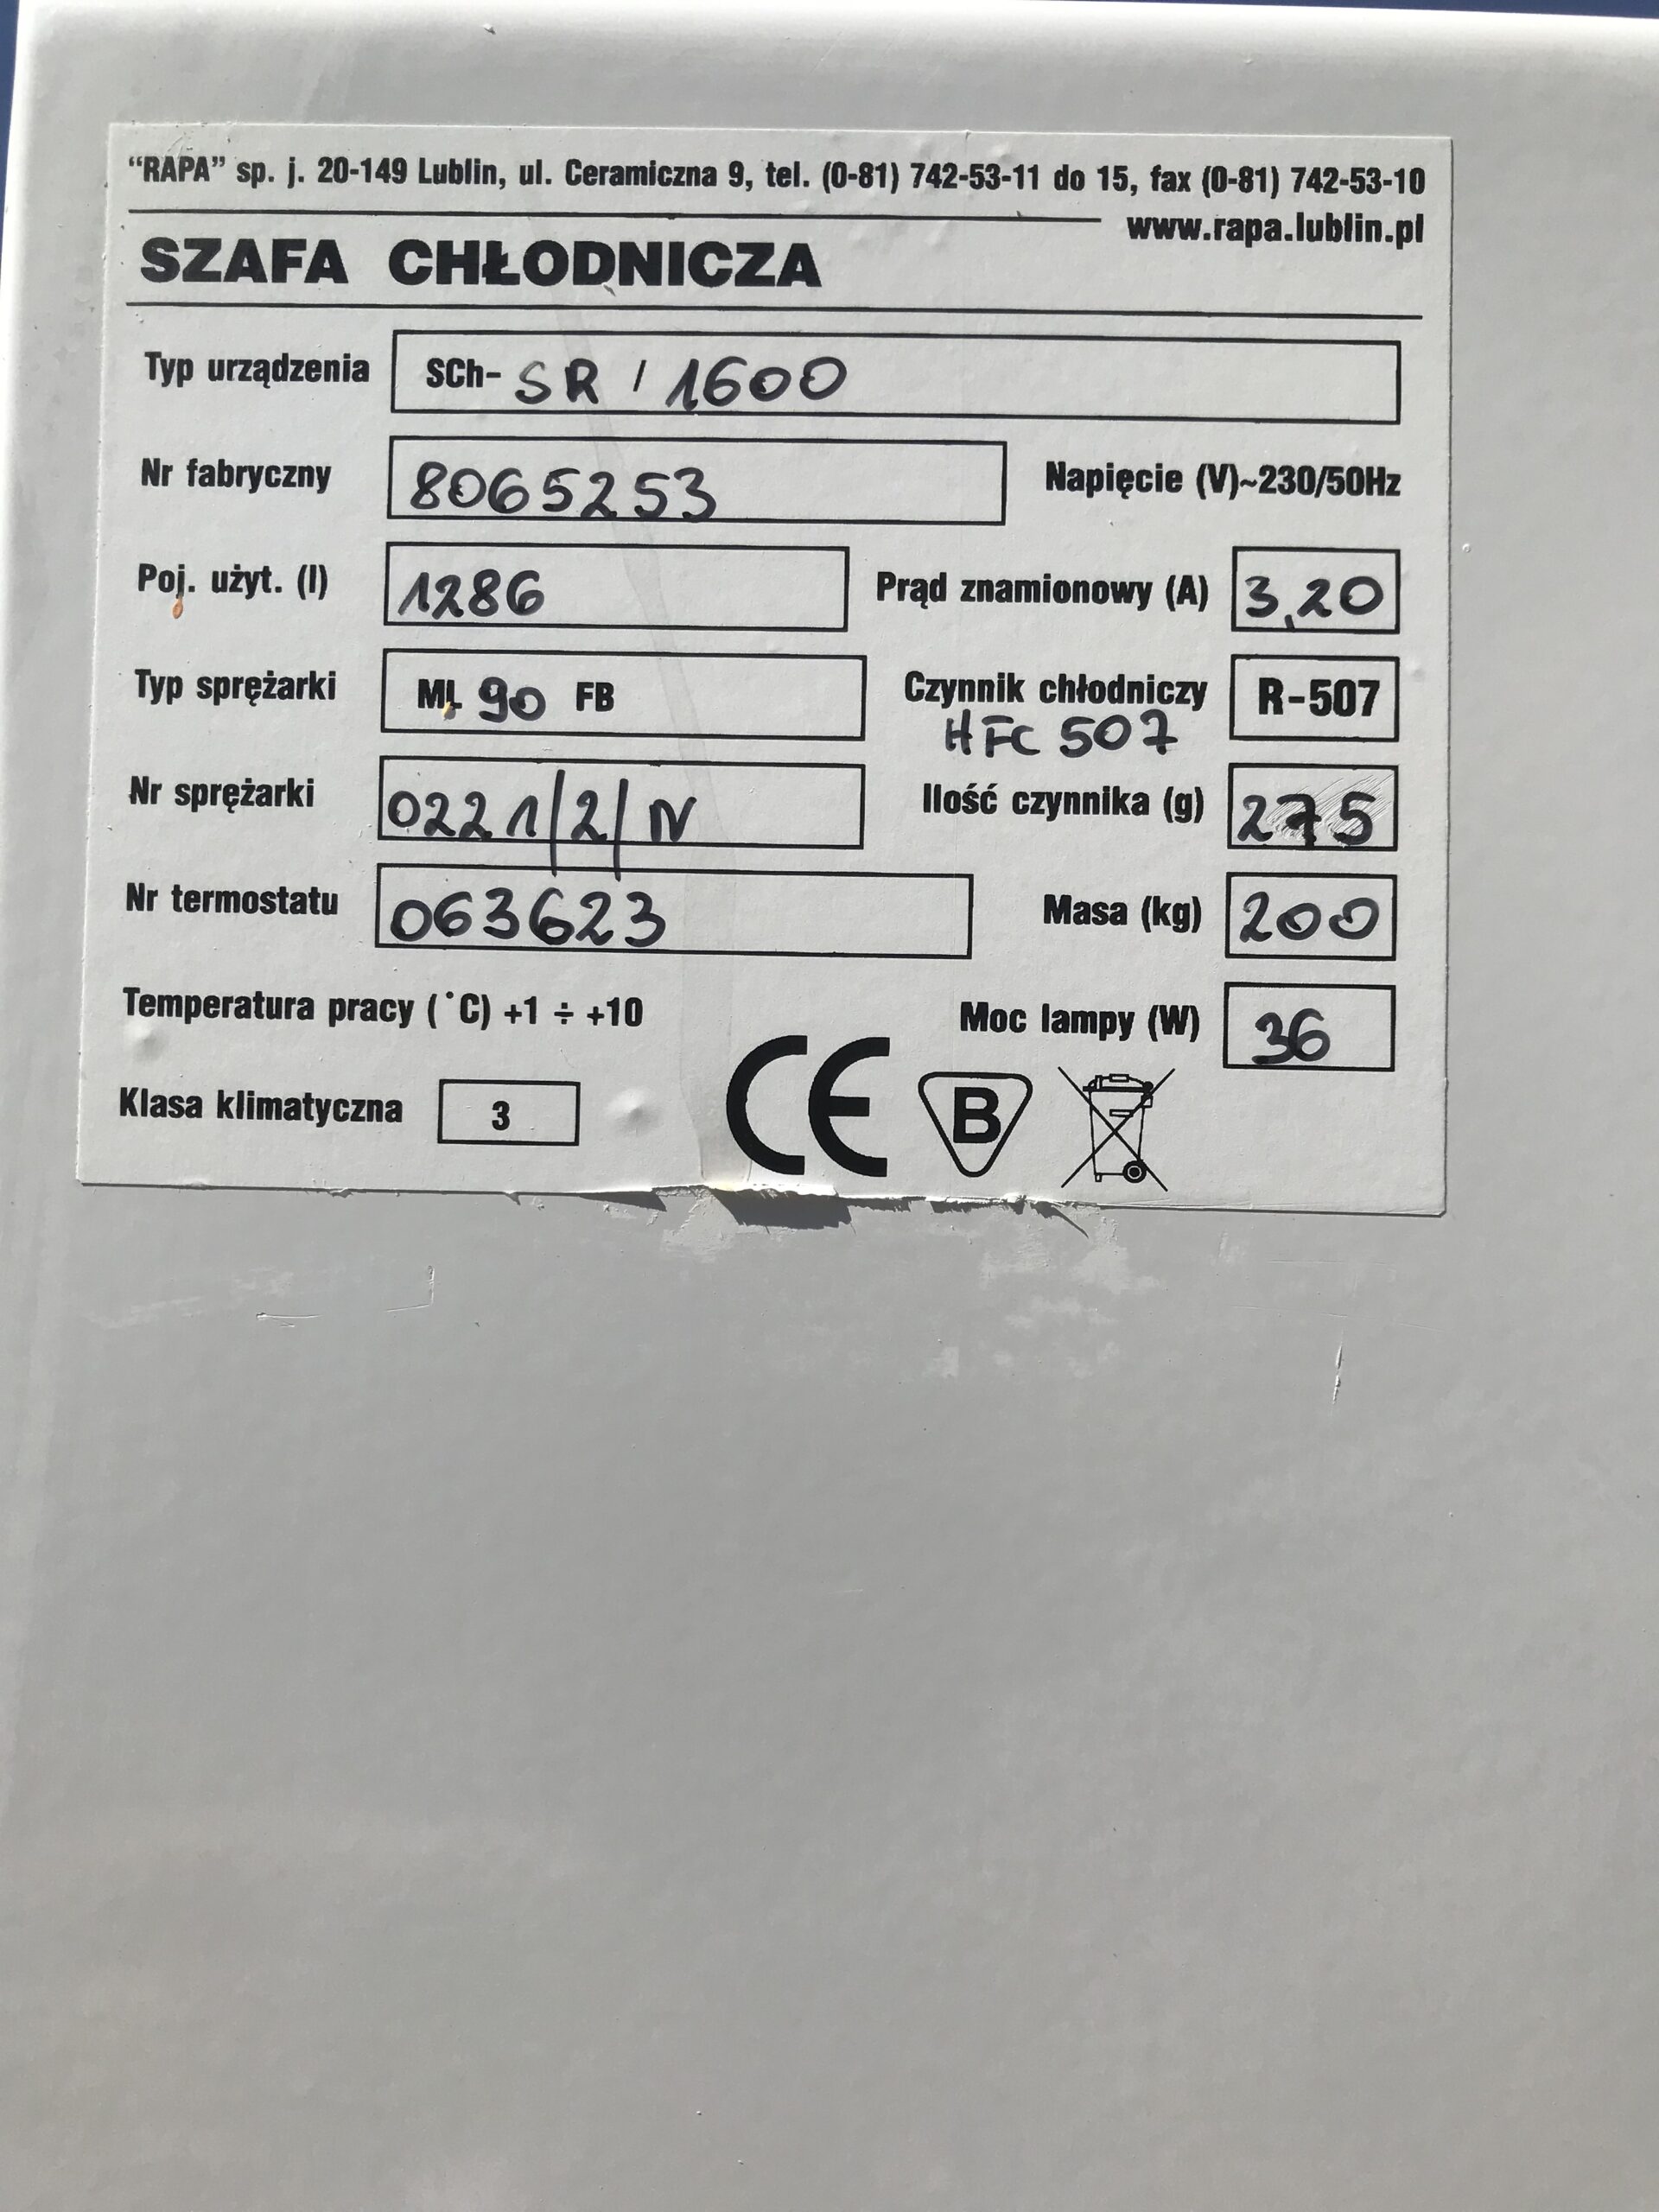 “RAPA” sp. j. 20-149 Lublin, ul. Ceramiczna 9, tel. (0-81) 742-53-11 do 15, fax (0-81) 742-53-10
www.rapa.lublin.pl
SZAFA CHŁODNICZA
Typ urządzenia SCh- SR / 1600
Nr fabryczny 8065253 Napięcie (V)~230/50Hz
Poj. użyt. (l) 1286 Prąd znamionowy (A) 3,20
Typ sprężarki ML 90 FB Czynnik chłodniczy R-507
HFC 507
Nr sprężarki 0221/2/N Ilość czynnika (g) 275
Nr termostatu 063623 Masa (kg) 200
Temperatura pracy (˚C) +1 ÷ +10 Moc lampy (W) 36
Klasa klimatyczna 3 CE B